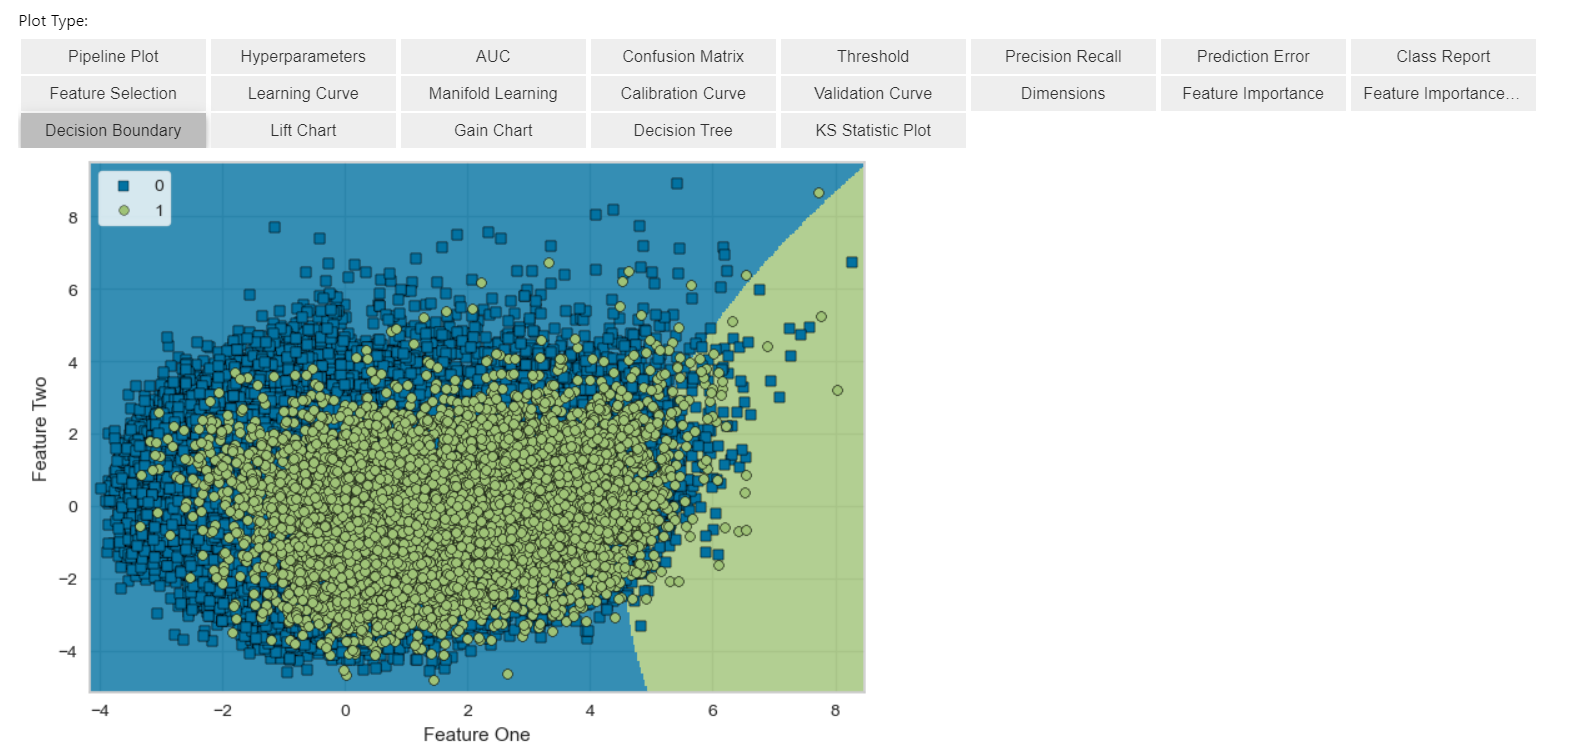 Plot Type:
Pipeline Plot Hyperparameters AUC Confusion Matrix Threshold Precision Recall Prediction Error Class Report
Feature Selection Learning Curve Manifold Learning Calibration Curve Validation Curve Dimensions Feature Importance Feature Importance...
Decision Boundary Lift Chart Gain Chart Decision Tree KS Statistic Plot
0
1
8
6
4
2
0
−2
−4
Feature Two
−4 −2 0 2 4 6 8
Feature One